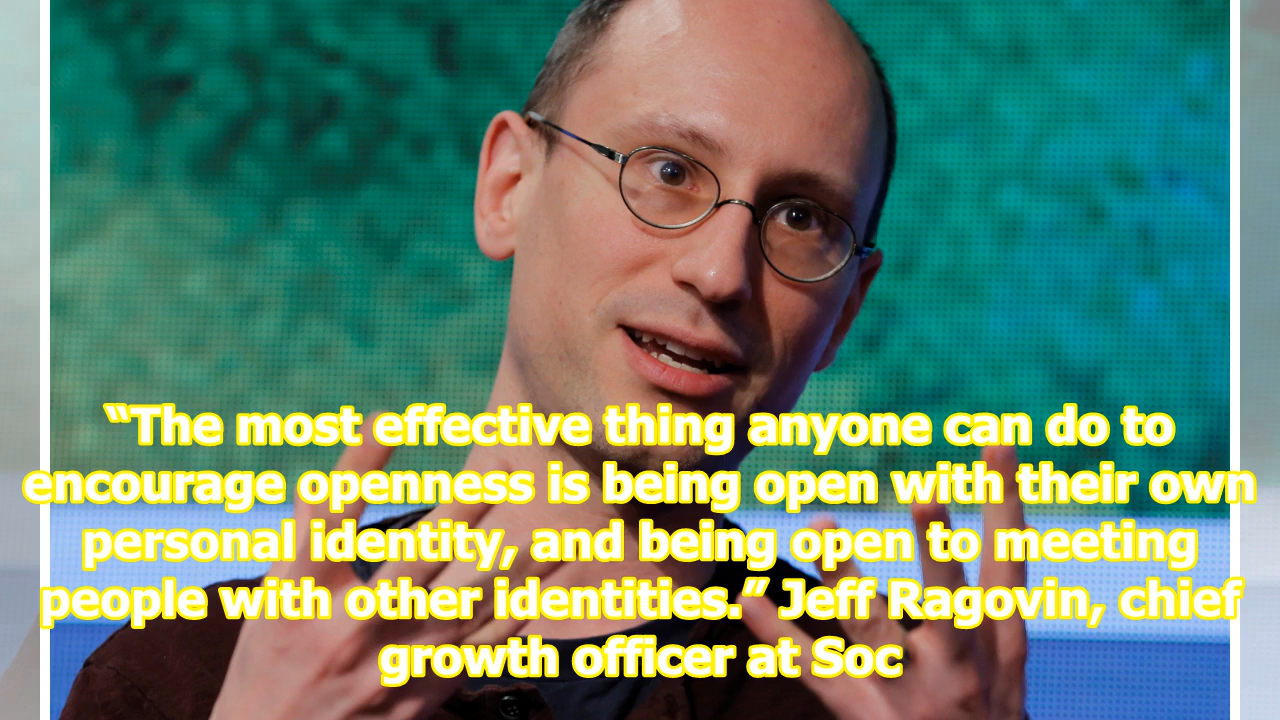 “The most effective thing anyone can do to
encourage openness is being open with their own
personal identity, and being open to meeting
people with other identities.” Jeff Ragovin, chief
growth officer at Soc